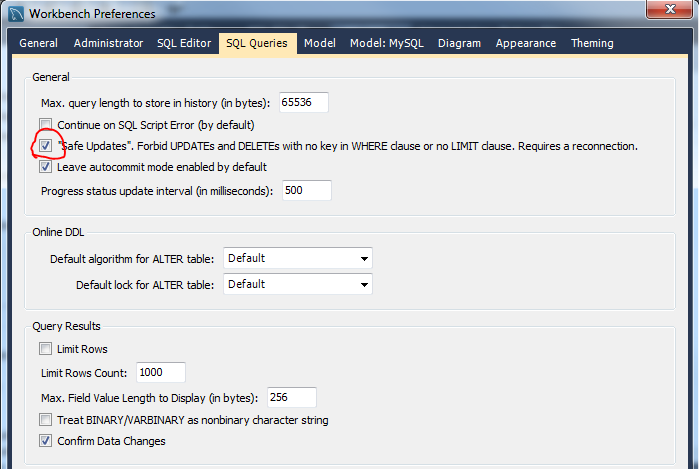 Workbench Preferences
General Administrator SQL Editor SQL Queries Model Model: MySQL Diagram Appearance Theming
General
Max. query length to store in history (in bytes): 65536
Continue on SQL Script Error (by default)
"Safe Updates". Forbid UPDATEs and DELETEs with no key in WHERE clause or no LIMIT clause. Requires a reconnection.
Leave autocommit mode enabled by default
Progress status update interval (in milliseconds): 500
Online DDL
Default algorithm for ALTER table: Default
Default lock for ALTER table: Default
Query Results
Limit Rows
Limit Rows Count: 1000
Max. Field Value Length to Display (in bytes): 256
Treat BINARY/VARBINARY as nonbinary character string
Confirm Data Changes